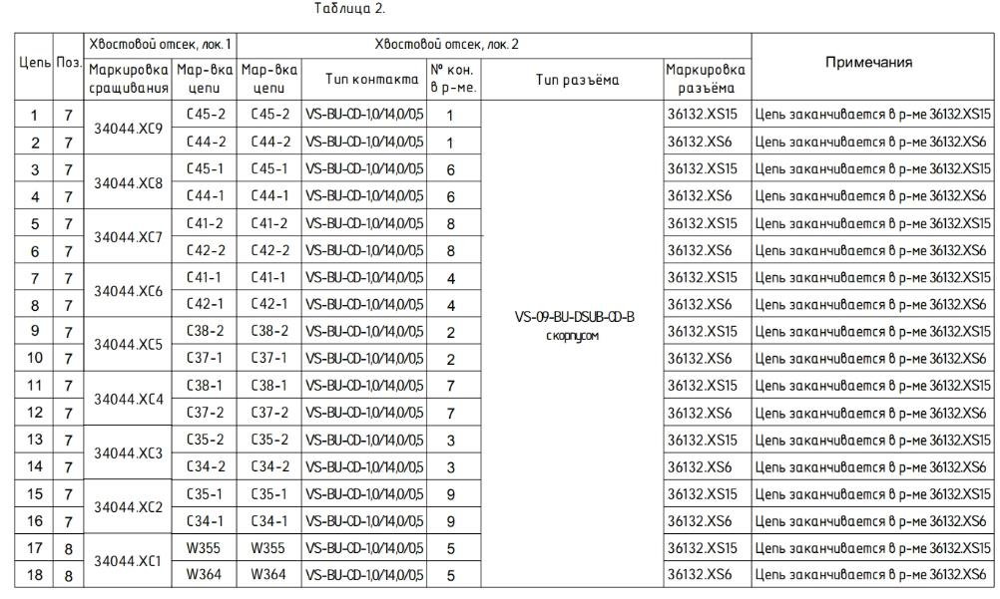 Таблица 2.
Цепь Поз. Хвостовой отсек, лок. 1 Хвостовой отсек, лок. 2 Примечания
Маркировка сращивания Мар-вка цепи Мар-вка цепи Тип контакта № кон. в р-ме. Тип разъёма Маркировка разъёма
1 7 34044.XC9 C45-2 C45-2 VS-BU-CD-1,0/14,0/0,5 1 VS-09-BU-DSUB-CD-B с корпусом 36132.XS15 Цепь заканчивается в р-ме 36132.XS15
2 7 C44-2 C44-2 VS-BU-CD-1,0/14,0/0,5 1 36132.XS6 Цепь заканчивается в р-ме 36132.XS6
3 7 34044.XC8 C45-1 C45-1 VS-BU-CD-1,0/14,0/0,5 6 36132.XS15 Цепь заканчивается в р-ме 36132.XS15
4 7 C44-1 C44-1 VS-BU-CD-1,0/14,0/0,5 6 36132.XS6 Цепь заканчивается в р-ме 36132.XS6
5 7 34044.XC7 C41-2 C41-2 VS-BU-CD-1,0/14,0/0,5 8 36132.XS15 Цепь заканчивается в р-ме 36132.XS15
6 7 C42-2 C42-2 VS-BU-CD-1,0/14,0/0,5 8 36132.XS6 Цепь заканчивается в р-ме 36132.XS6
7 7 34044.XC6 C41-1 C41-1 VS-BU-CD-1,0/14,0/0,5 4 36132.XS15 Цепь заканчивается в р-ме 36132.XS15
8 7 C42-1 C42-1 VS-BU-CD-1,0/14,0/0,5 4 36132.XS6 Цепь заканчивается в р-ме 36132.XS6
9 7 34044.XC5 C38-2 C38-2 VS-BU-CD-1,0/14,0/0,5 2 36132.XS15 Цепь заканчивается в р-ме 36132.XS15
10 7 C37-1 C37-1 VS-BU-CD-1,0/14,0/0,5 2 36132.XS6 Цепь заканчивается в р-ме 36132.XS6
11 7 34044.XC4 C38-1 C38-1 VS-BU-CD-1,0/14,0/0,5 7 36132.XS15 Цепь заканчивается в р-ме 36132.XS15
12 7 C37-2 C37-2 VS-BU-CD-1,0/14,0/0,5 7 36132.XS6 Цепь заканчивается в р-ме 36132.XS6
13 7 34044.XC3 C35-2 C35-2 VS-BU-CD-1,0/14,0/0,5 3 36132.XS15 Цепь заканчивается в р-ме 36132.XS15
14 7 C34-2 C34-2 VS-BU-CD-1,0/14,0/0,5 3 36132.XS6 Цепь заканчивается в р-ме 36132.XS6
15 7 34044.XC2 C35-1 C35-1 VS-BU-CD-1,0/14,0/0,5 9 36132.XS15 Цепь заканчивается в р-ме 36132.XS15
16 7 C34-1 C34-1 VS-BU-CD-1,0/14,0/0,5 9 36132.XS6 Цепь заканчивается в р-ме 36132.XS6
17 8 34044.XC1 W355 W355 VS-BU-CD-1,0/14,0/0,5 5 36132.XS15 Цепь заканчивается в р-ме 36132.XS15
18 8 W364 W364 VS-BU-CD-1,0/14,0/0,5 5 36132.XS6 Цепь заканчивается в р-ме 36132.XS6